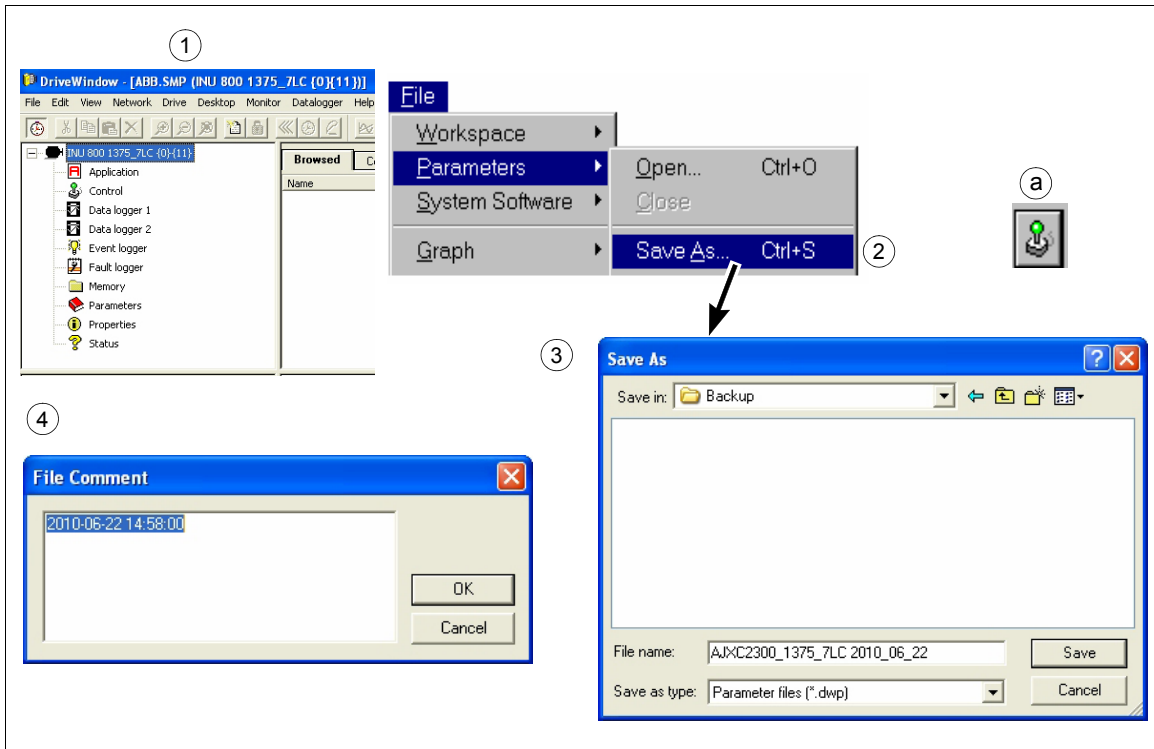 1
DriveWindow - [ABB.SMP (INU 800 1375_7LC {0}{11})]
File Edit View Network Drive Desktop Monitor Datalogger Help
INU 800 1375_7LC {0}{11}
Application
Control
Data logger 1
Data logger 2
Event logger
Fault logger
Memory
Parameters
Properties
Status
Browsed
Name
File
Workspace
Parameters
System Software
Graph
Open... Ctrl+O
Close
Save As... Ctrl+S
2
a
3
Save As
Save in: Backup
File name: AJXC2300_1375_7LC 2010_06_22
Save
Save as type: Parameter files (*.dwp)
Cancel
4
File Comment
2010-06-22 14:58:00
OK
Cancel